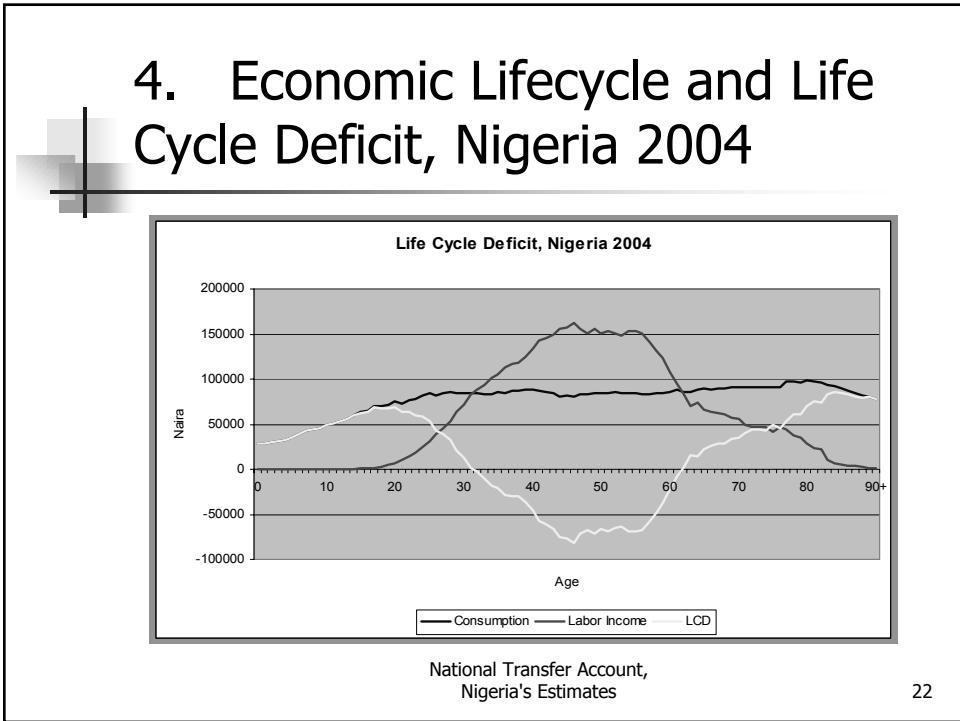 4. Economic Lifecycle and Life
Cycle Deficit, Nigeria 2004
Life Cycle Deficit, Nigeria 2004
200000
150000
100000
50000
0
-50000
-100000
Naira
0 10 20 30 40 50 60 70 80 90+
Age
Consumption Labor Income LCD
National Transfer Account,
Nigeria's Estimates
22